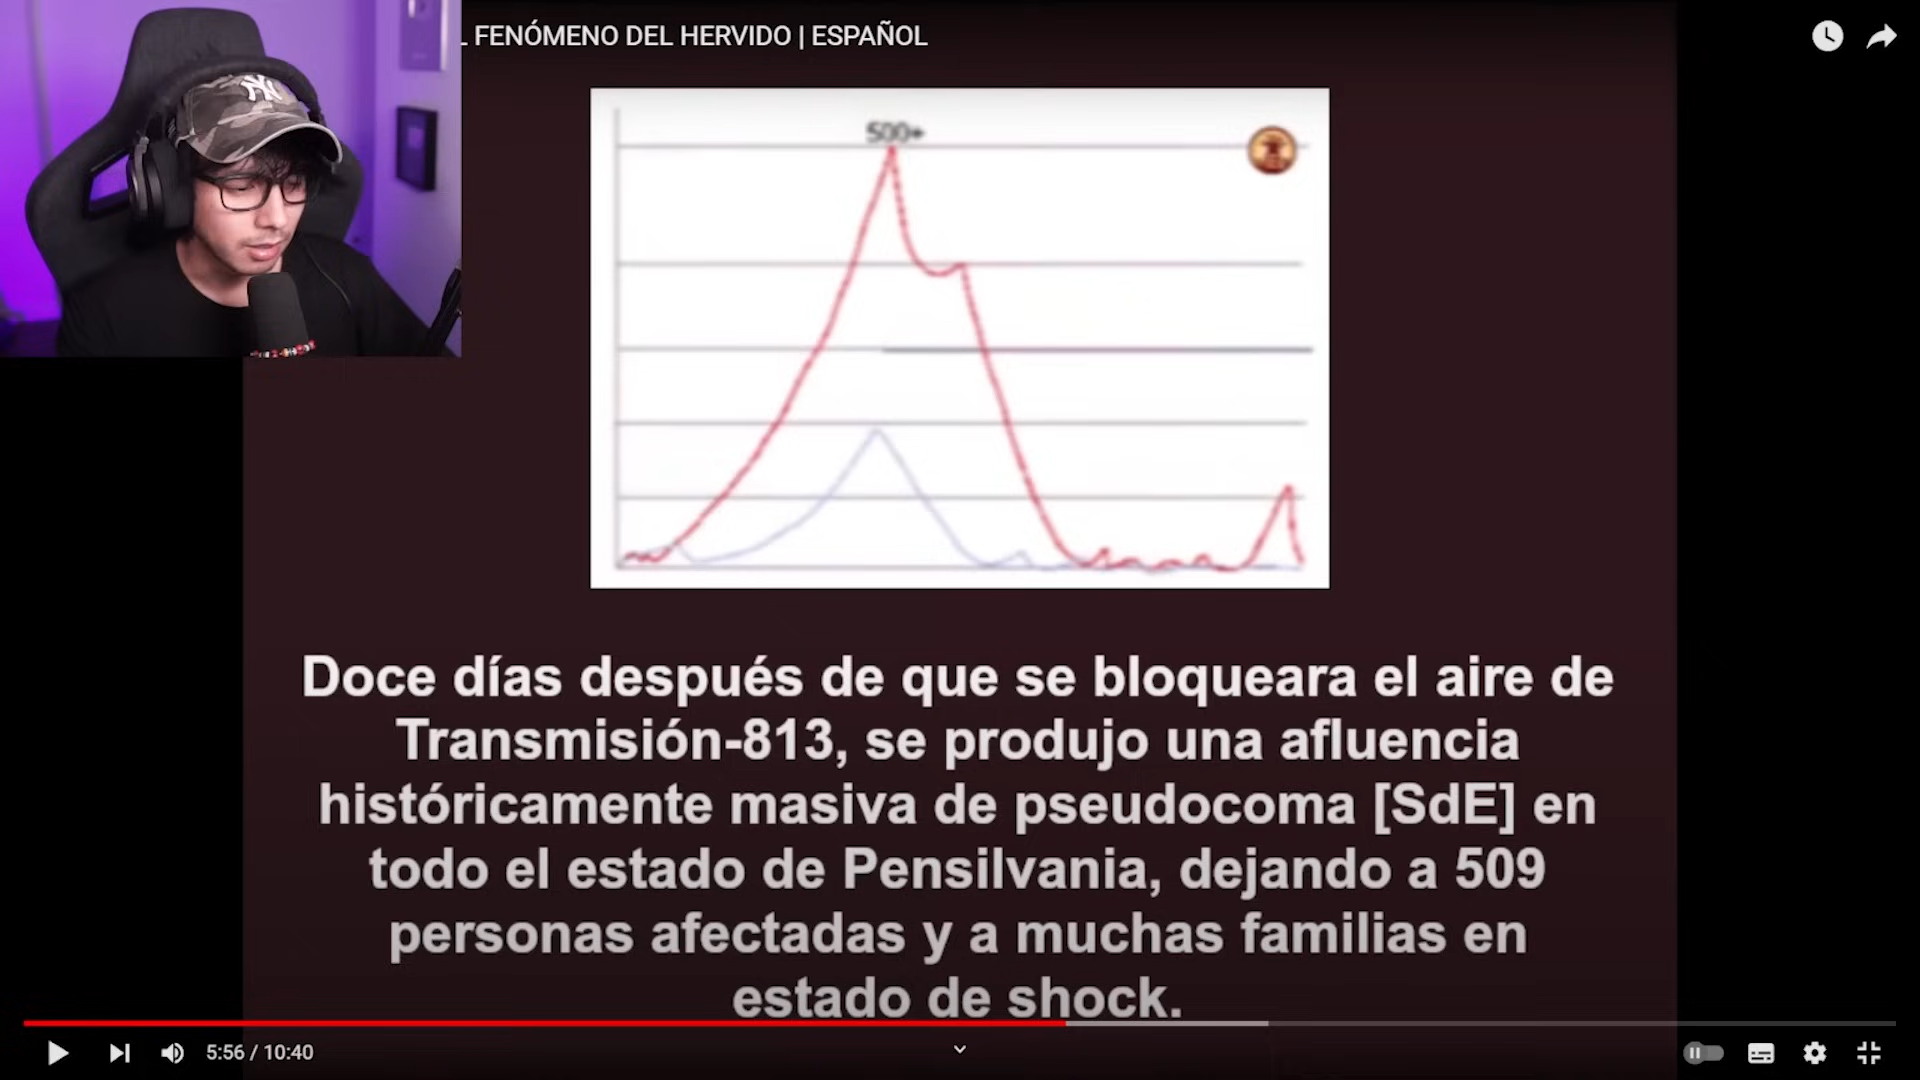 FENÓMENO DEL HERVIDO | ESPAÑOL
NY
500+
Doce días después de que se bloqueara el aire de
Transmisión-813, se produjo una afluencia
históricamente masiva de pseudocoma [SdE] en
todo el estado de Pensilvania, dejando a 509
personas afectadas y a muchas familias en
estado de shock.
5:56 / 10:40